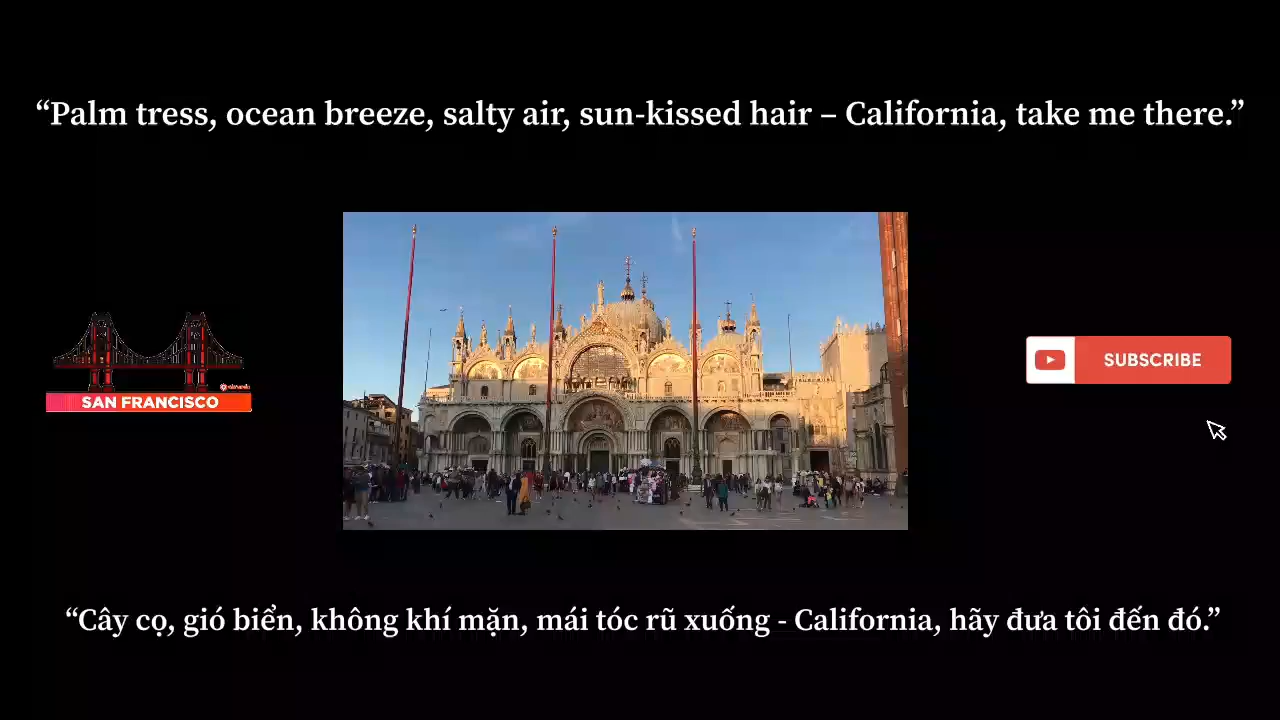 “Palm tress, ocean breeze, salty air, sun-kissed hair – California, take me there.”
SAN FRANCISCO
SUBSCRIBE
“Cây cọ, gió biển, không khí mặn, mái tóc rũ xuống - California, hãy đưa tôi đến đó.”